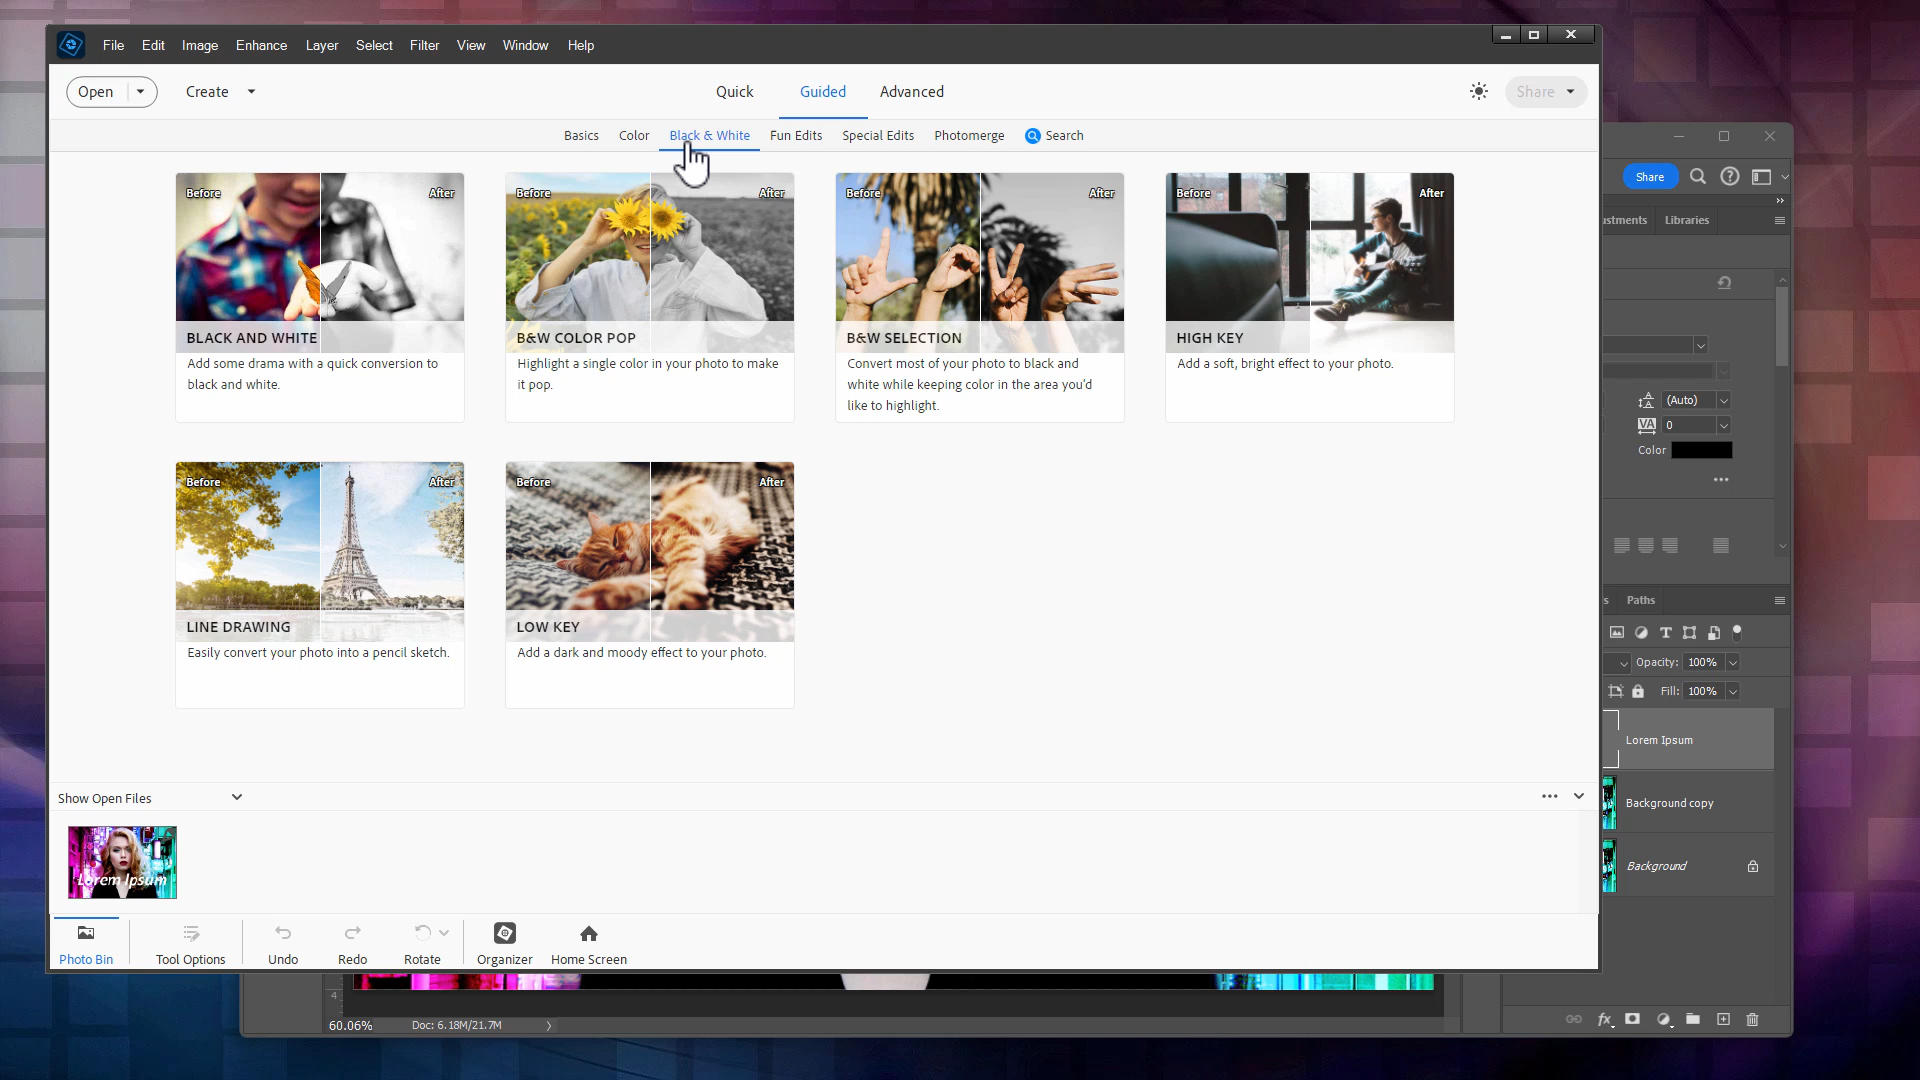 File Edit Image Enhance Layer Select Filter View Window Help
Open Create Quick Guided Advanced Share
Basics Color Black & White Fun Edits Special Edits Photomerge Search
Before After
BLACK AND WHITE
Add some drama with a quick conversion to
black and white.
Before After
B&W COLOR POP
Highlight a single color in your photo to make
it pop.
Before After
B&W SELECTION
Convert most of your photo to black and
white while keeping color in the area you'd
like to highlight.
Before After
HIGH KEY
Add a soft, bright effect to your photo.
Before After
LINE DRAWING
Easily convert your photo into a pencil sketch.
Before After
LOW KEY
Add a dark and moody effect to your photo.
Show Open Files
Lorem Ipsum
Photo Bin Tool Options Undo Redo Rotate Organizer Home Screen
Share
ustments Libraries
(Auto)
VA 0
Color
s Paths
Opacity: 100%
Fill: 100%
Lorem Ipsum
Background copy
Background
4
60.06% Doc: 6.18M/21.7M
fx